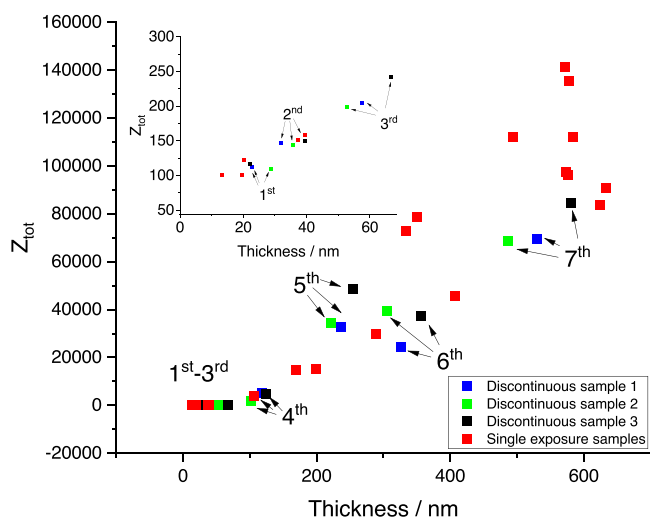 160000
140000
120000
100000
80000
60000
40000
20000
0
-20000
Z_tot
0 200 400 600
Thickness / nm
300
250
200
150
100
50
Z_tot
0 20 40 60
Thickness / nm
1st
2nd
3rd
1st-3rd
4th
5th
6th
7th
Discontinuous sample 1
Discontinuous sample 2
Discontinuous sample 3
Single exposure samples